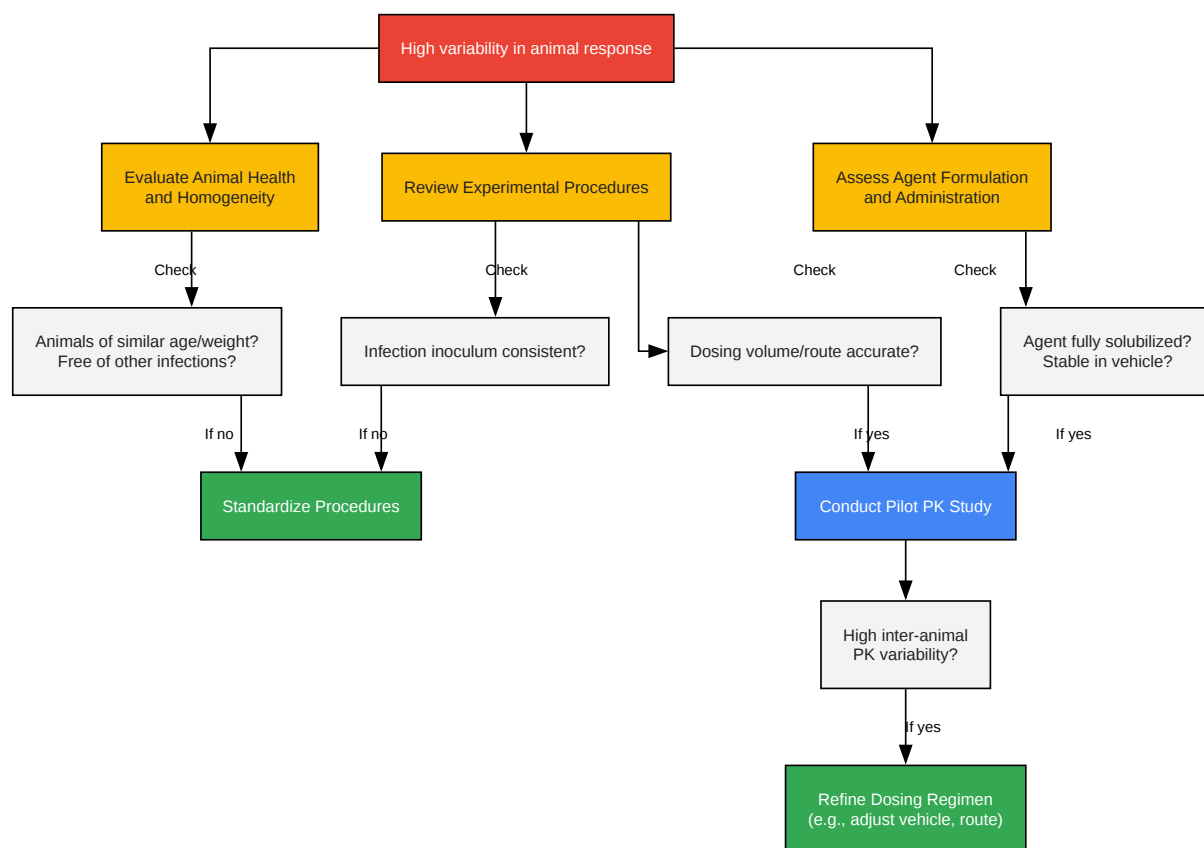 High variability in animal response
Evaluate Animal Health
and Homogeneity
Review Experimental Procedures
Assess Agent Formulation
and Administration
Check
Check
Check
Check
Animals of similar age/weight?
Free of other infections?
Infection inoculum consistent?
Dosing volume/route accurate?
Agent fully solubilized?
Stable in vehicle?
If no
If no
If yes
If yes
Standardize Procedures
Conduct Pilot PK Study
High inter-animal
PK variability?
If yes
Refine Dosing Regimen
(e.g., adjust vehicle, route)